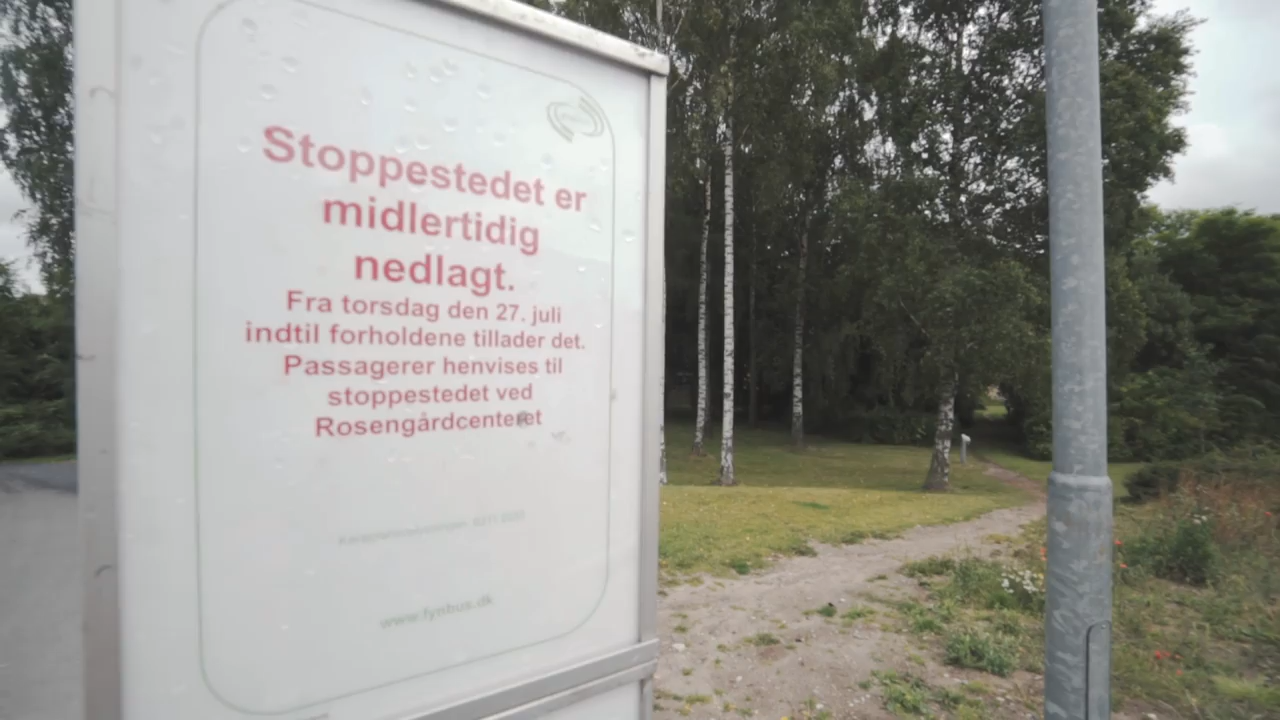 Stoppestedet er
midlertidig
nedlagt.
Fra torsdag den 27. juli
indtil forholdene tillader det.
Passagerer henvises til
stoppestedet ved
Rosengårdcenteret
www.fynbus.dk